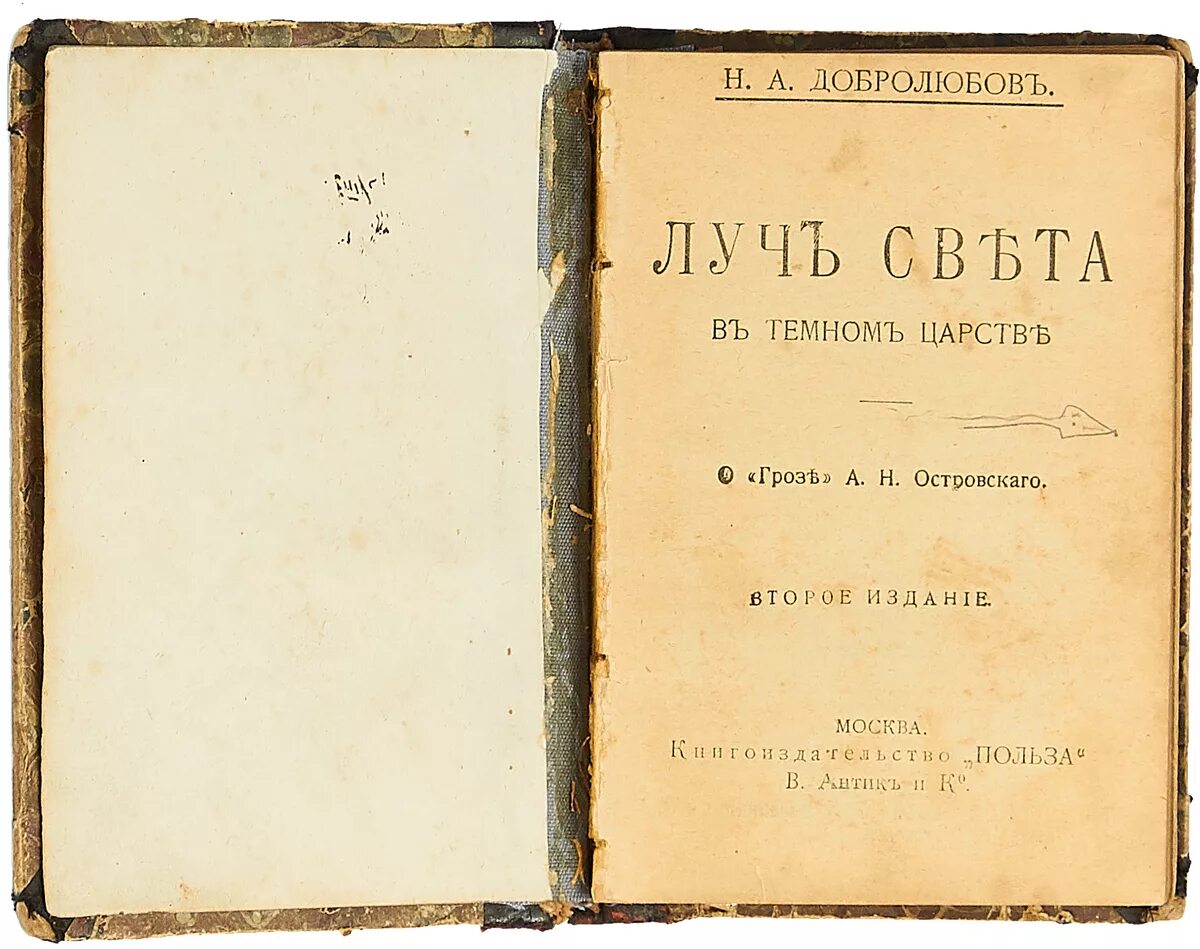 Н. А. ДОБРОЛЮБОВЪ.
ЛУЧЪ СВѢТА
ВЪ ТЕМНОМЪ ЦАРСТВѢ
О «Грозѣ» А. Н. Островскаго.
ВТОРОЕ ИЗДАНІЕ.
МОСКВА.
Книгоиздательство „ПОЛЬЗА“
В. Антикъ и Кº.